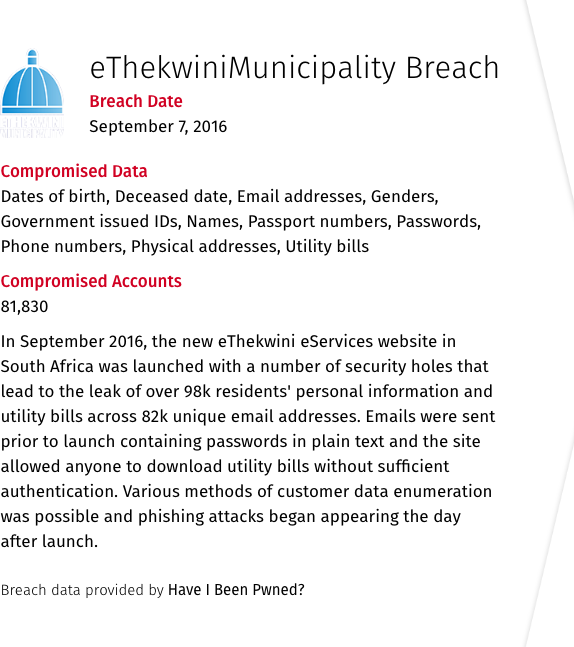 eThekwiniMunicipality Breach
Breach Date
September 7, 2016
Compromised Data
Dates of birth, Deceased date, Email addresses, Genders,
Government issued IDs, Names, Passport numbers, Passwords,
Phone numbers, Physical addresses, Utility bills
Compromised Accounts
81,830
In September 2016, the new eThekwini eServices website in
South Africa was launched with a number of security holes that
lead to the leak of over 98k residents' personal information and
utility bills across 82k unique email addresses. Emails were sent
prior to launch containing passwords in plain text and the site
allowed anyone to download utility bills without sufficient
authentication. Various methods of customer data enumeration
was possible and phishing attacks began appearing the day
after launch.
Breach data provided by Have I Been Pwned?